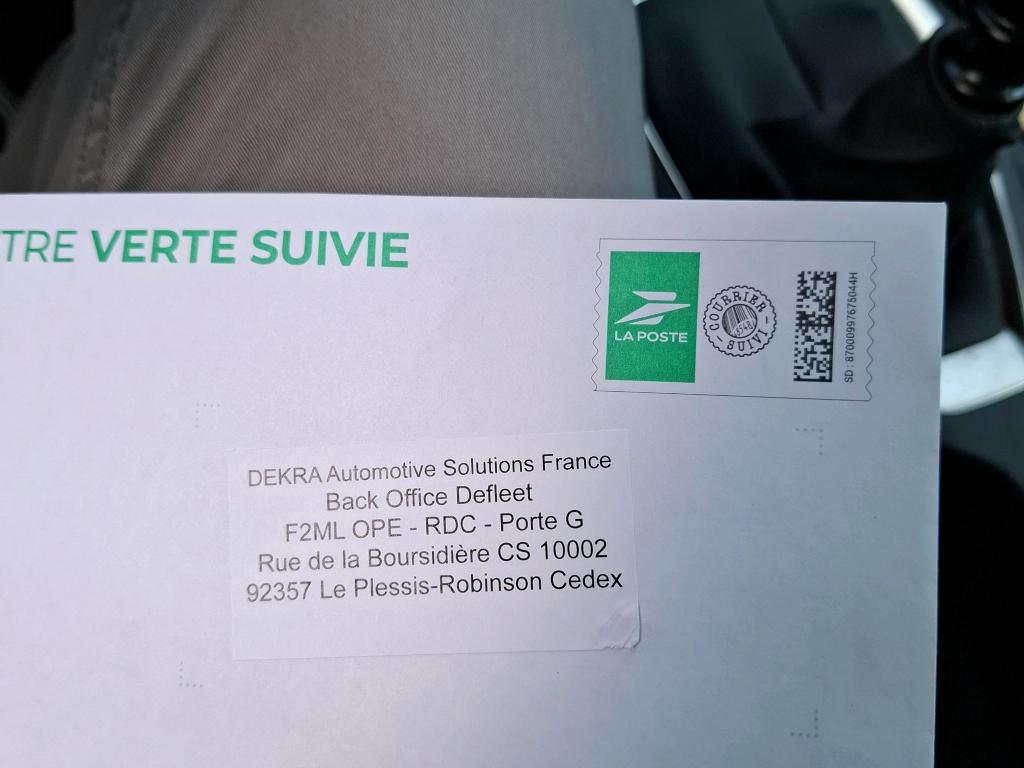 TRE VERTE SUIVIE
LA POSTE
COURRIER
SUIVI
SD : 87000997675044H
DEKRA Automotive Solutions France
Back Office Defleet
F2ML OPE - RDC - Porte G
Rue de la Boursidière CS 10002
92357 Le Plessis-Robinson Cedex